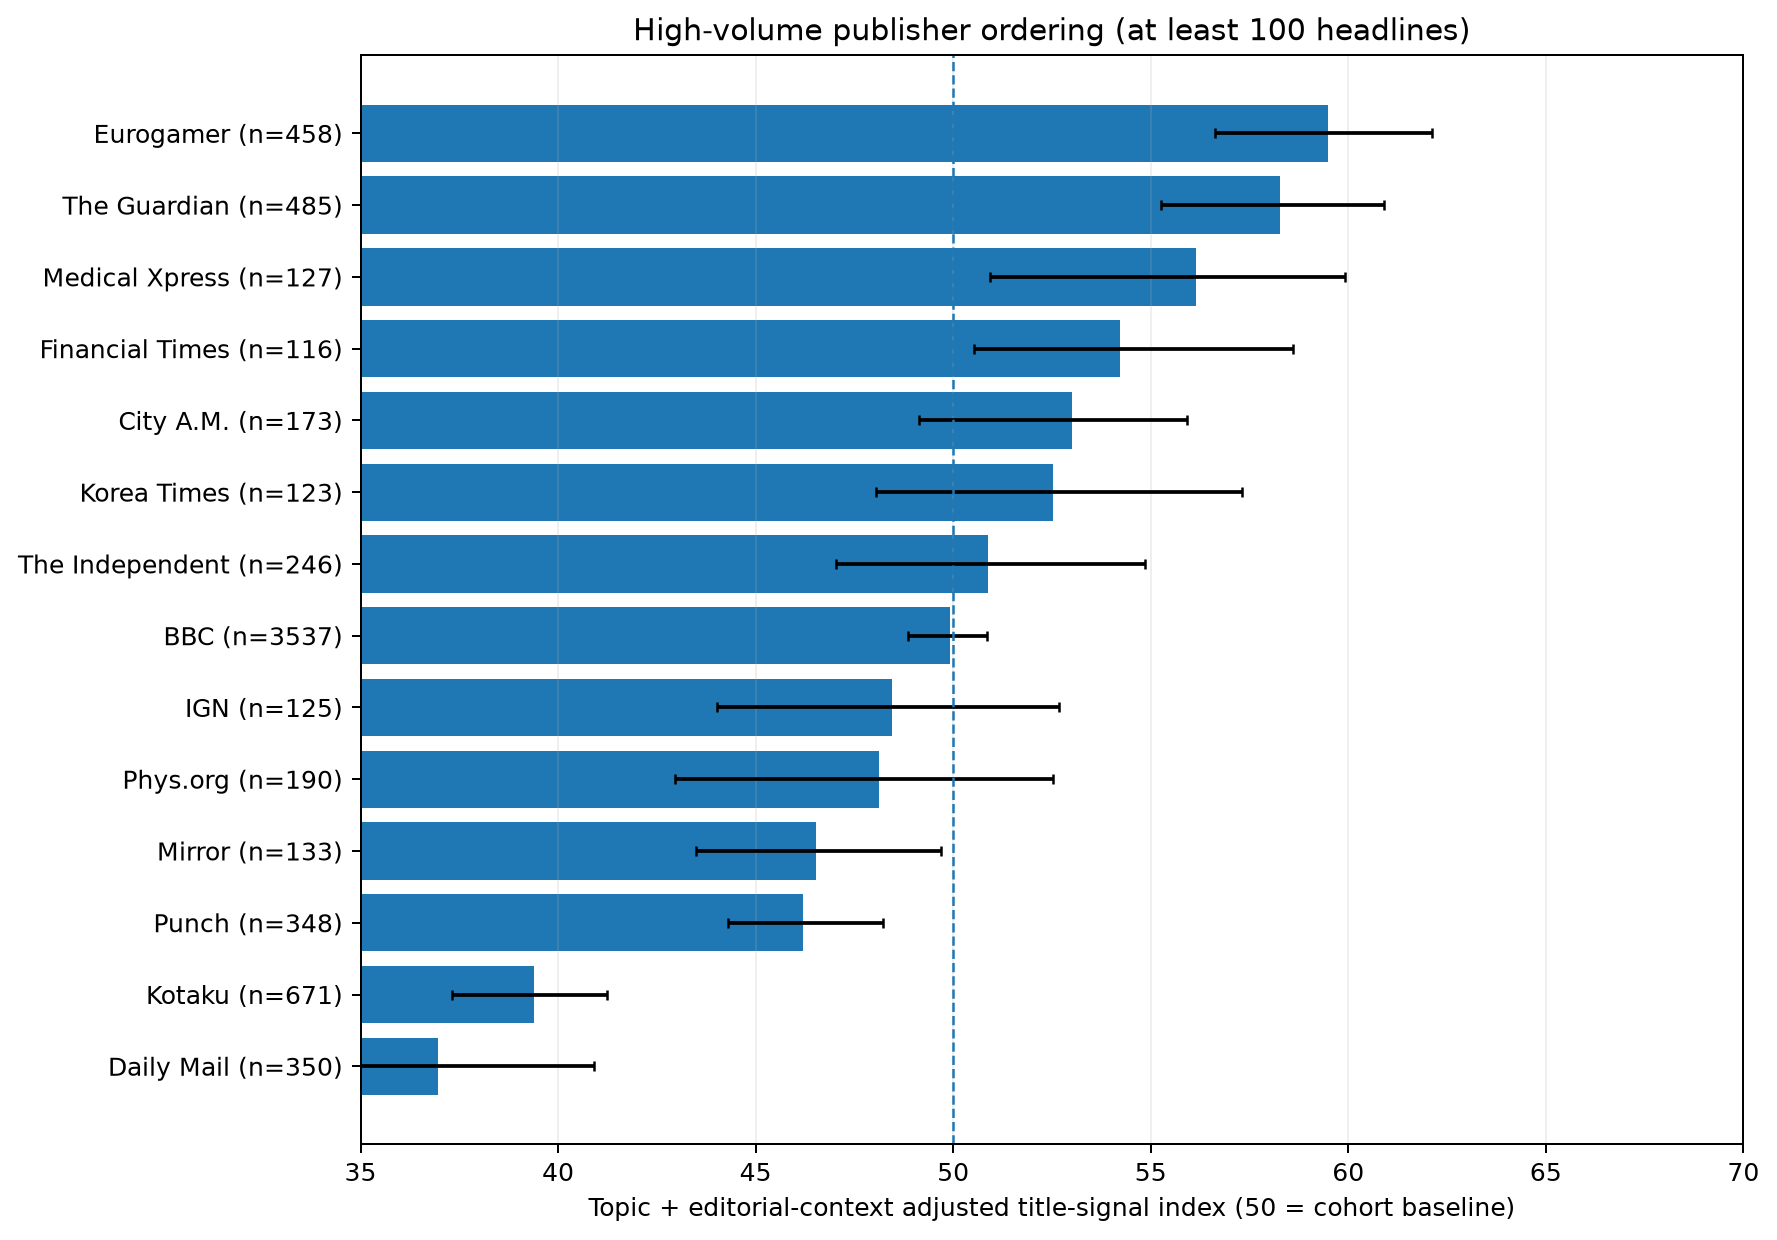 High-volume publisher ordering (at least 100 headlines)
Eurogamer (n=458)
The Guardian (n=485)
Medical Xpress (n=127)
Financial Times (n=116)
City A.M. (n=173)
Korea Times (n=123)
The Independent (n=246)
BBC (n=3537)
IGN (n=125)
Phys.org (n=190)
Mirror (n=133)
Punch (n=348)
Kotaku (n=671)
Daily Mail (n=350)
35 40 45 50 55 60 65 70
Topic + editorial-context adjusted title-signal index (50 = cohort baseline)